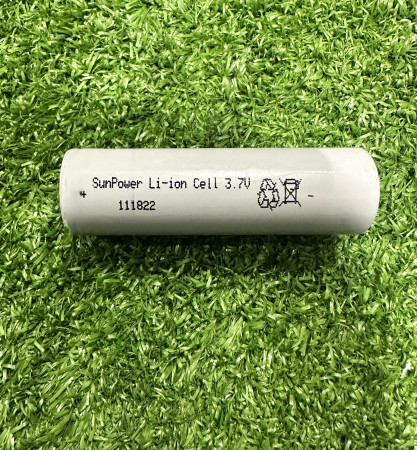 + SunPower Li-ion Cell 3.7V -
111822